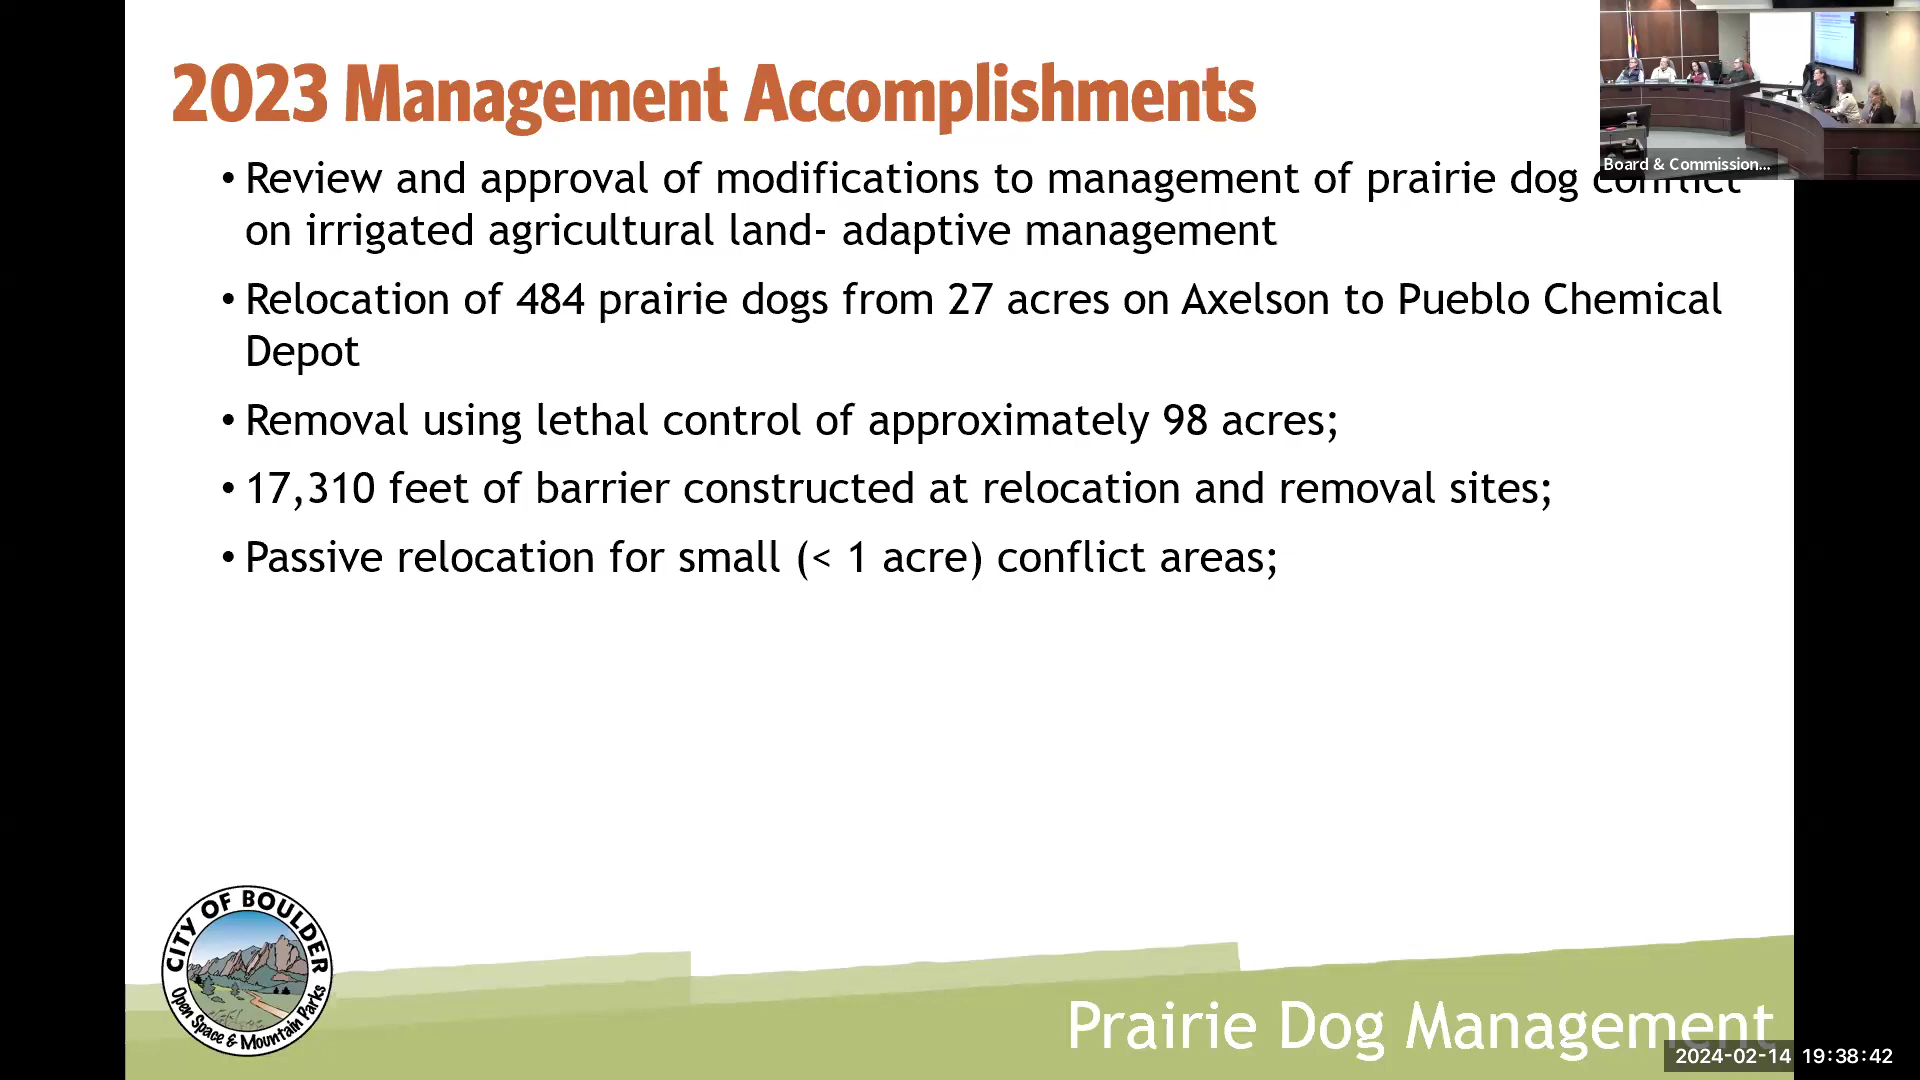 2023 Management Accomplishments
Board & Commission...
• Review and approval of modifications to management of prairie dog conflict
on irrigated agricultural land- adaptive management
• Relocation of 484 prairie dogs from 27 acres on Axelson to Pueblo Chemical
Depot
• Removal using lethal control of approximately 98 acres;
• 17,310 feet of barrier constructed at relocation and removal sites;
• Passive relocation for small (< 1 acre) conflict areas;
CITY OF BOULDER
Open Space & Mountain Parks
Prairie Dog Management
2024-02-14 19:38:42